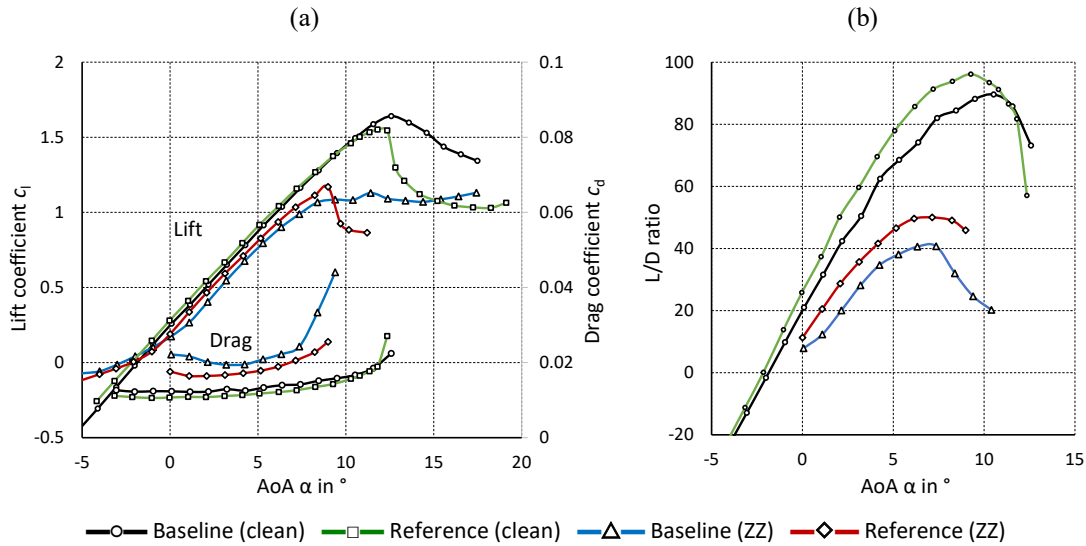 (a)
(b)
2
1.5
1
0.5
0
-0.5
Lift coefficient cl
Lift
Drag
-5 0 5 10 15 20
AoA α in °
0.1
0.08
0.06
0.04
0.02
0
Drag coefficient cd
100
80
60
40
20
0
-20
L/D ratio
-5 0 5 10 15
AoA α in °
Baseline (clean) Reference (clean) Baseline (ZZ) Reference (ZZ)